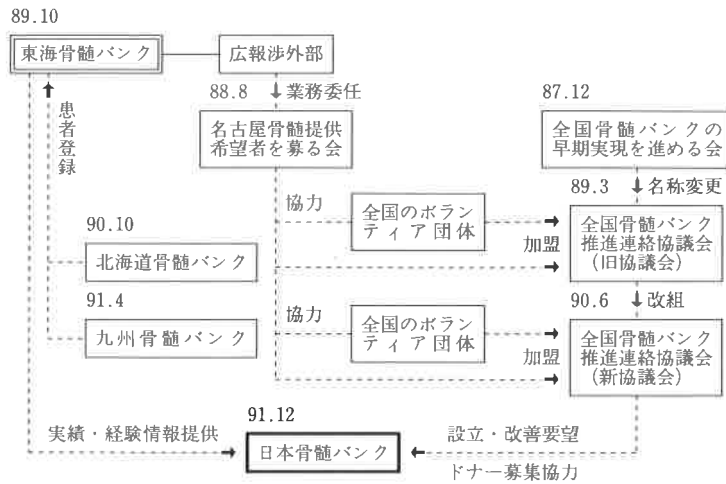 89.10
東海骨髄バンク
広報渉外部
88.8
業務委任
87.12
患者登録
名古屋骨髄提供
希望者を募る会
全国骨髄バンクの
早期実現を進める会
89.3
名称変更
協力
全国のボラン
ティア団体
加盟
全国骨髄バンク
推進連絡協議会
(旧協議会)
90.10
北海道骨髄バンク
91.4
九州骨髄バンク
90.6
改組
協力
全国のボラン
ティア団体
加盟
全国骨髄バンク
推進連絡協議会
(新協議会)
91.12
実績・経験情報提供
日本骨髄バンク
設立・改善要望
ドナー募集協力